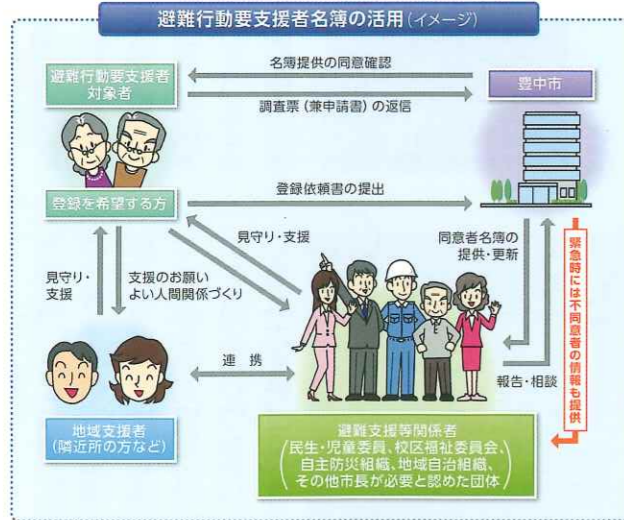 避難行動要支援者名簿の活用(イメージ)
避難行動要支援者
対象者
名簿提供の同意確認
調査票(兼申請書)の返信
豊中市
登録を希望する方
登録依頼書の提出
見守り・支援
同意者名簿の
提供・更新
見守り・
支援
支援のお願い
よい人間関係づくり
緊急時には不同意者の情報も提供
連 携
報告・相談
地域支援者
(隣近所の方など)
避難支援等関係者
(民生・児童委員、校区福祉委員会、
自主防災組織、地域自治組織、
その他市長が必要と認めた団体)